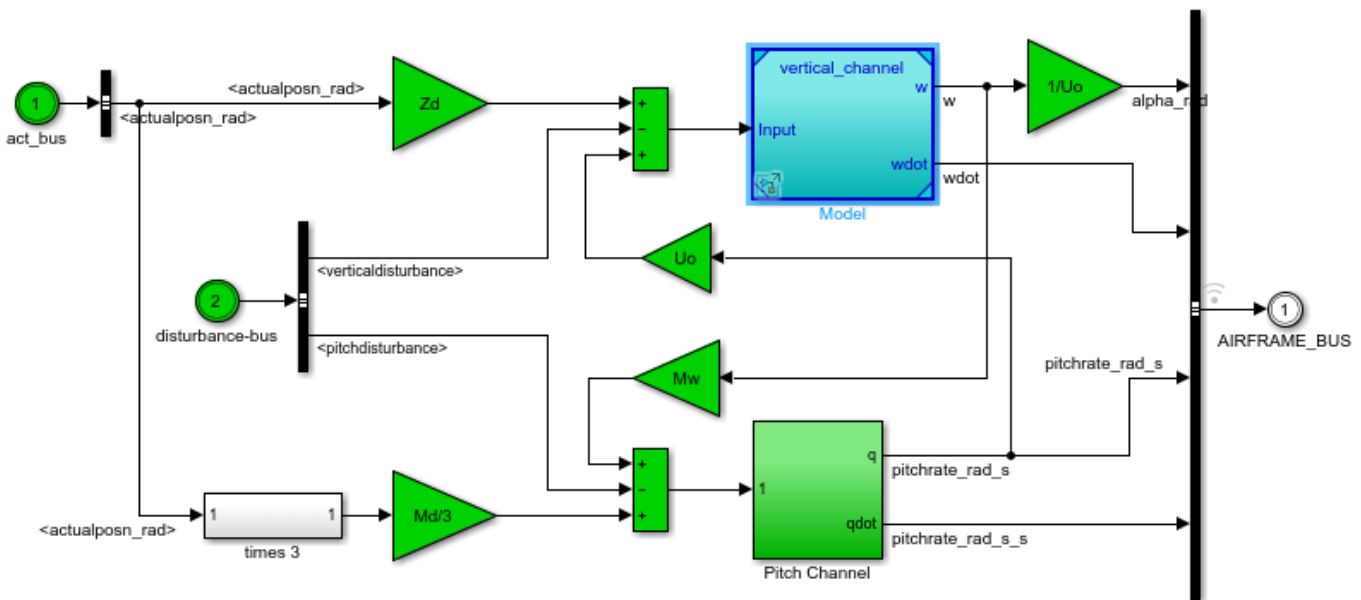 1
act_bus
<actualposn_rad>
<actualposn_rad>
Zd
+
−
+
vertical_channel
Input
w
wdot
Model
w
wdot
1/Uo
alpha_rad
2
disturbance-bus
<verticaldisturbance>
<pitchdisturbance>
Uo
Mw
1
AIRFRAME_BUS
pitchrate_rad_s
<actualposn_rad>
1
1
times 3
Md/3
+
−
+
1
q
qdot
Pitch Channel
pitchrate_rad_s
pitchrate_rad_s_s